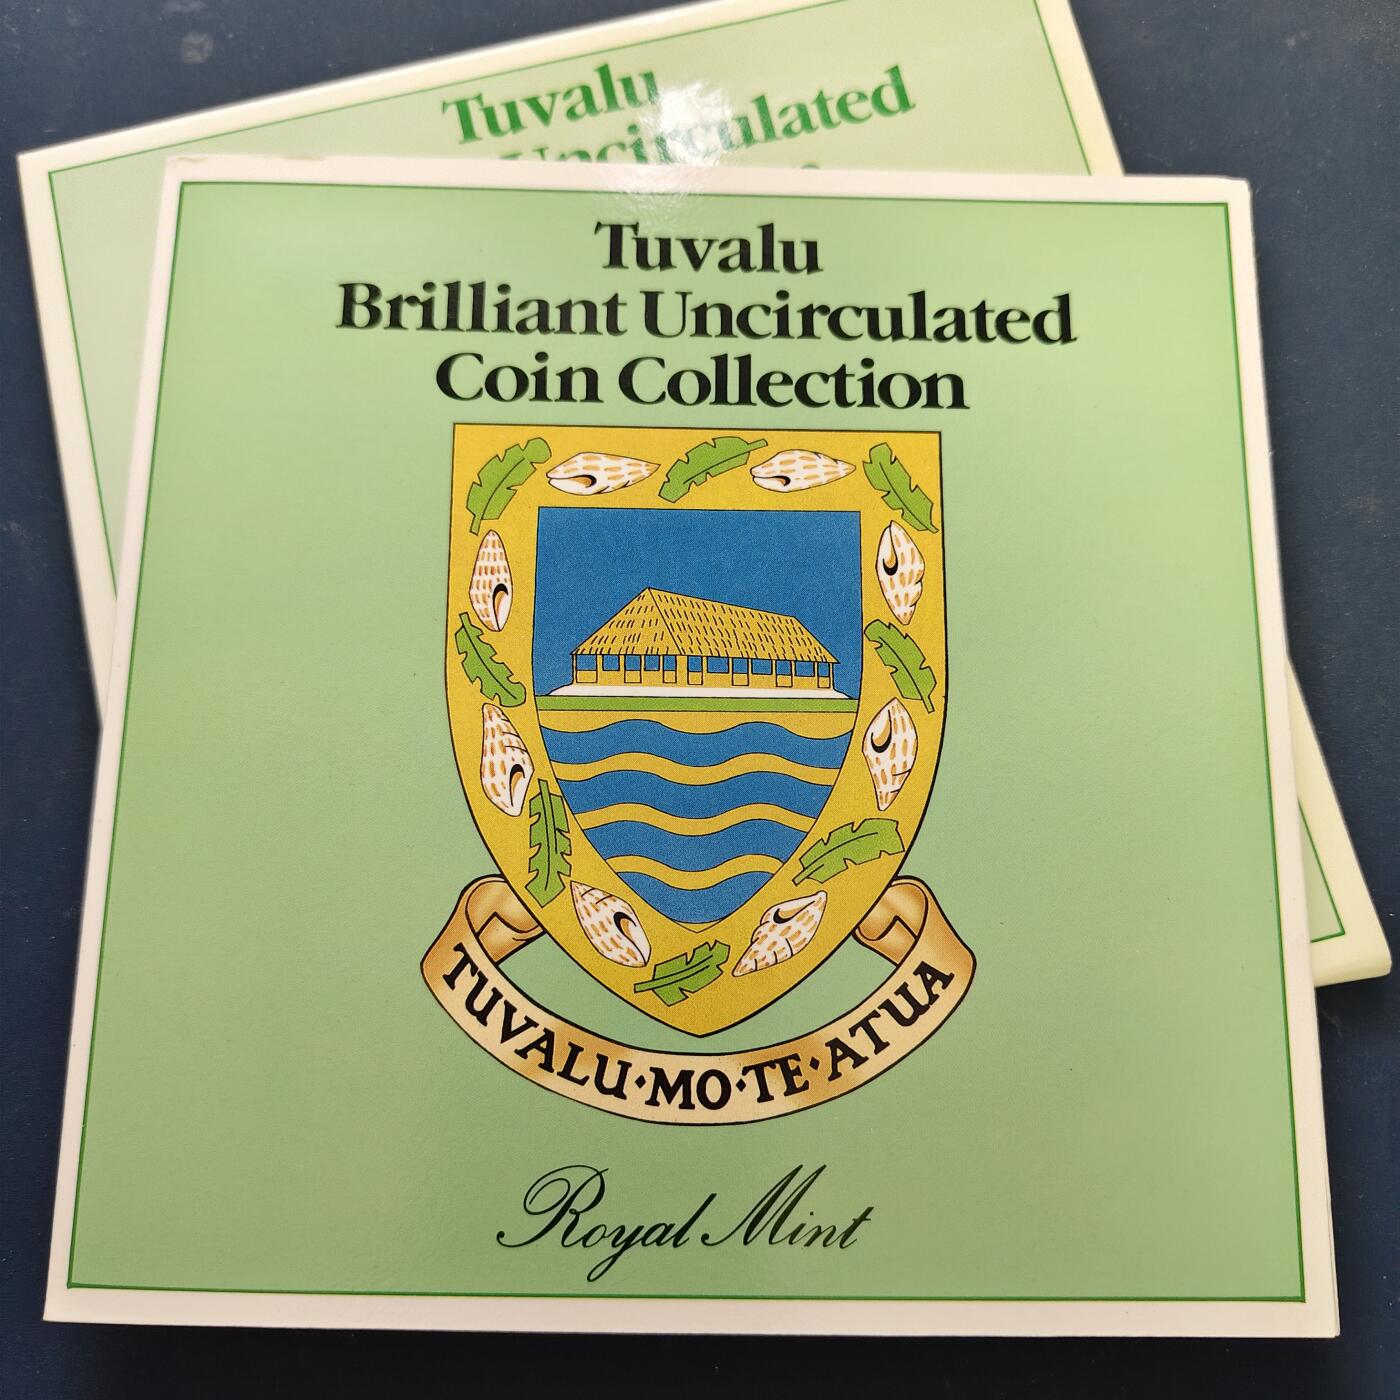 Tuvalu
Uncirculated
Tuvalu
Brilliant Uncirculated
Coin Collection
TUVALU·MO·TE·ATUA
Royal Mint